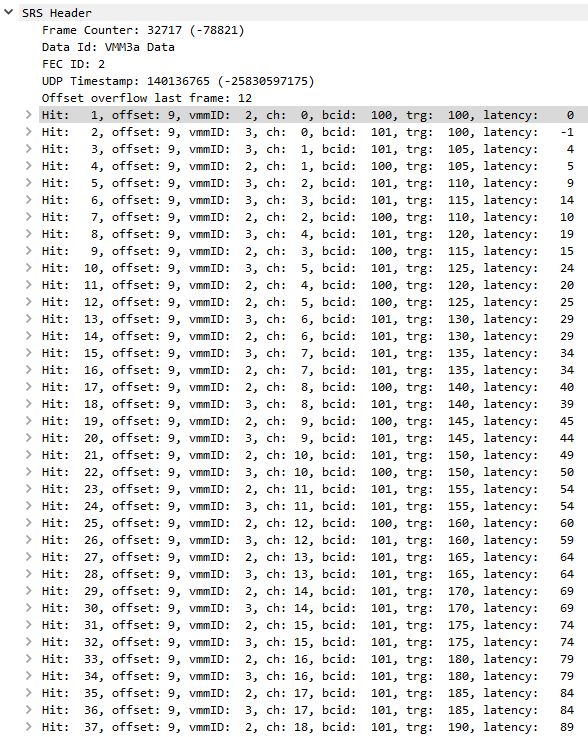 SRS Header
Frame Counter: 32717 (-78821)
Data Id: VMM3a Data
FEC ID: 2
UDP Timestamp: 140136765 (-25830597175)
Offset overflow last frame: 12
Hit:   1, offset: 9, vmmID:  2, ch:  0, bcid:  100, trg:  100, latency:    0
Hit:   2, offset: 9, vmmID:  3, ch:  0, bcid:  101, trg:  100, latency:   -1
Hit:   3, offset: 9, vmmID:  3, ch:  1, bcid:  101, trg:  105, latency:    4
Hit:   4, offset: 9, vmmID:  2, ch:  1, bcid:  100, trg:  105, latency:    5
Hit:   5, offset: 9, vmmID:  3, ch:  2, bcid:  101, trg:  110, latency:    9
Hit:   6, offset: 9, vmmID:  3, ch:  3, bcid:  101, trg:  115, latency:   14
Hit:   7, offset: 9, vmmID:  2, ch:  2, bcid:  100, trg:  110, latency:   10
Hit:   8, offset: 9, vmmID:  3, ch:  4, bcid:  101, trg:  120, latency:   19
Hit:   9, offset: 9, vmmID:  2, ch:  3, bcid:  100, trg:  115, latency:   15
Hit:  10, offset: 9, vmmID:  3, ch:  5, bcid:  101, trg:  125, latency:   24
Hit:  11, offset: 9, vmmID:  2, ch:  4, bcid:  100, trg:  120, latency:   20
Hit:  12, offset: 9, vmmID:  2, ch:  5, bcid:  100, trg:  125, latency:   25
Hit:  13, offset: 9, vmmID:  3, ch:  6, bcid:  101, trg:  130, latency:   29
Hit:  14, offset: 9, vmmID:  2, ch:  6, bcid:  101, trg:  130, latency:   29
Hit:  15, offset: 9, vmmID:  3, ch:  7, bcid:  101, trg:  135, latency:   34
Hit:  16, offset: 9, vmmID:  2, ch:  7, bcid:  101, trg:  135, latency:   34
Hit:  17, offset: 9, vmmID:  2, ch:  8, bcid:  100, trg:  140, latency:   40
Hit:  18, offset: 9, vmmID:  3, ch:  8, bcid:  101, trg:  140, latency:   39
Hit:  19, offset: 9, vmmID:  2, ch:  9, bcid:  100, trg:  145, latency:   45
Hit:  20, offset: 9, vmmID:  3, ch:  9, bcid:  101, trg:  145, latency:   44
Hit:  21, offset: 9, vmmID:  2, ch: 10, bcid:  101, trg:  150, latency:   49
Hit:  22, offset: 9, vmmID:  3, ch: 10, bcid:  100, trg:  150, latency:   50
Hit:  23, offset: 9, vmmID:  2, ch: 11, bcid:  101, trg:  155, latency:   54
Hit:  24, offset: 9, vmmID:  3, ch: 11, bcid:  101, trg:  155, latency:   54
Hit:  25, offset: 9, vmmID:  2, ch: 12, bcid:  100, trg:  160, latency:   60
Hit:  26, offset: 9, vmmID:  3, ch: 12, bcid:  101, trg:  160, latency:   59
Hit:  27, offset: 9, vmmID:  2, ch: 13, bcid:  101, trg:  165, latency:   64
Hit:  28, offset: 9, vmmID:  3, ch: 13, bcid:  101, trg:  165, latency:   64
Hit:  29, offset: 9, vmmID:  2, ch: 14, bcid:  101, trg:  170, latency:   69
Hit:  30, offset: 9, vmmID:  3, ch: 14, bcid:  101, trg:  170, latency:   69
Hit:  31, offset: 9, vmmID:  2, ch: 15, bcid:  101, trg:  175, latency:   74
Hit:  32, offset: 9, vmmID:  3, ch: 15, bcid:  101, trg:  175, latency:   74
Hit:  33, offset: 9, vmmID:  2, ch: 16, bcid:  101, trg:  180, latency:   79
Hit:  34, offset: 9, vmmID:  3, ch: 16, bcid:  101, trg:  180, latency:   79
Hit:  35, offset: 9, vmmID:  2, ch: 17, bcid:  101, trg:  185, latency:   84
Hit:  36, offset: 9, vmmID:  3, ch: 17, bcid:  101, trg:  185, latency:   84
Hit:  37, offset: 9, vmmID:  2, ch: 18, bcid:  101, trg:  190, latency:   89